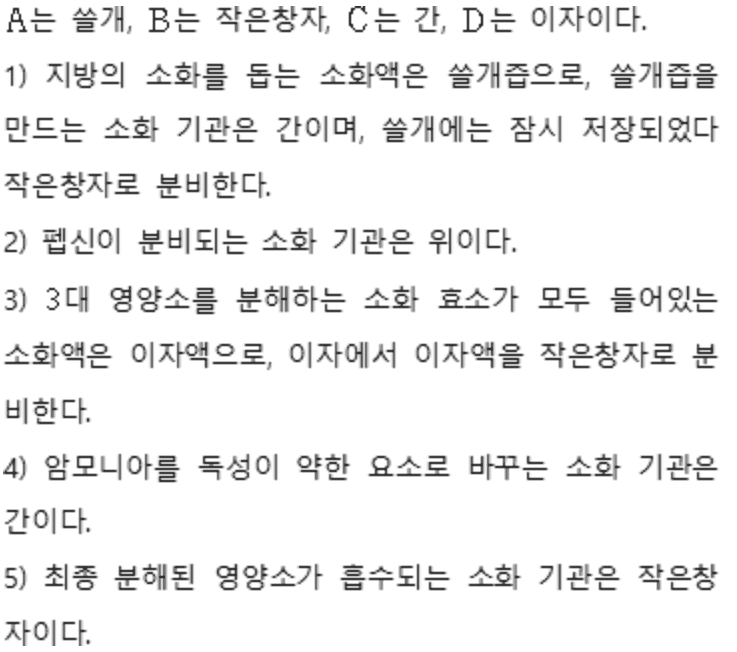 A는 쓸개, B는 작은창자, C는 간, D는 이자이다.
1) 지방의 소화를 돕는 소화액은 쓸개즙으로, 쓸개즙을
만드는 소화 기관은 간이며, 쓸개에는 잠시 저장되었다
작은창자로 분비한다.
2) 펩신이 분비되는 소화 기관은 위이다.
3) 3대 영양소를 분해하는 소화 효소가 모두 들어있는
소화액은 이자액으로, 이자에서 이자액을 작은창자로 분
비한다.
4) 암모니아를 독성이 약한 요소로 바꾸는 소화 기관은
간이다.
5) 최종 분해된 영양소가 흡수되는 소화 기관은 작은창
자이다.